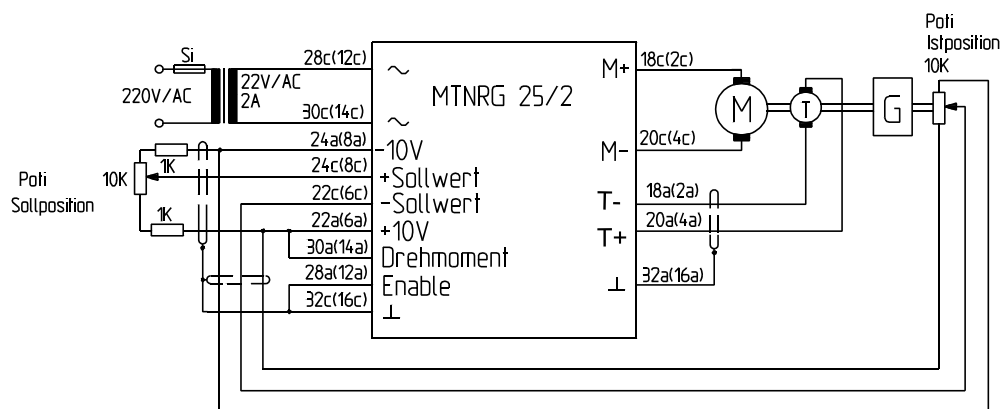 Si
220V/AC
22V/AC
2A
28c(12c)
30c(14c)
24a(8a)
24c(8c)
22c(6c)
22a(6a)
30a(14a)
28a(12a)
32c(16c)
Poti
Sollposition
10K
1K
1K
MTNRG 25/2
~
~
-10V
+Sollwert
-Sollwert
+10V
Drehmoment
Enable
⊥
M+
M-
T-
T+
⊥
18c(2c)
20c(4c)
18a(2a)
20a(4a)
32a(16a)
M
T
G
Poti
Istposition
10K